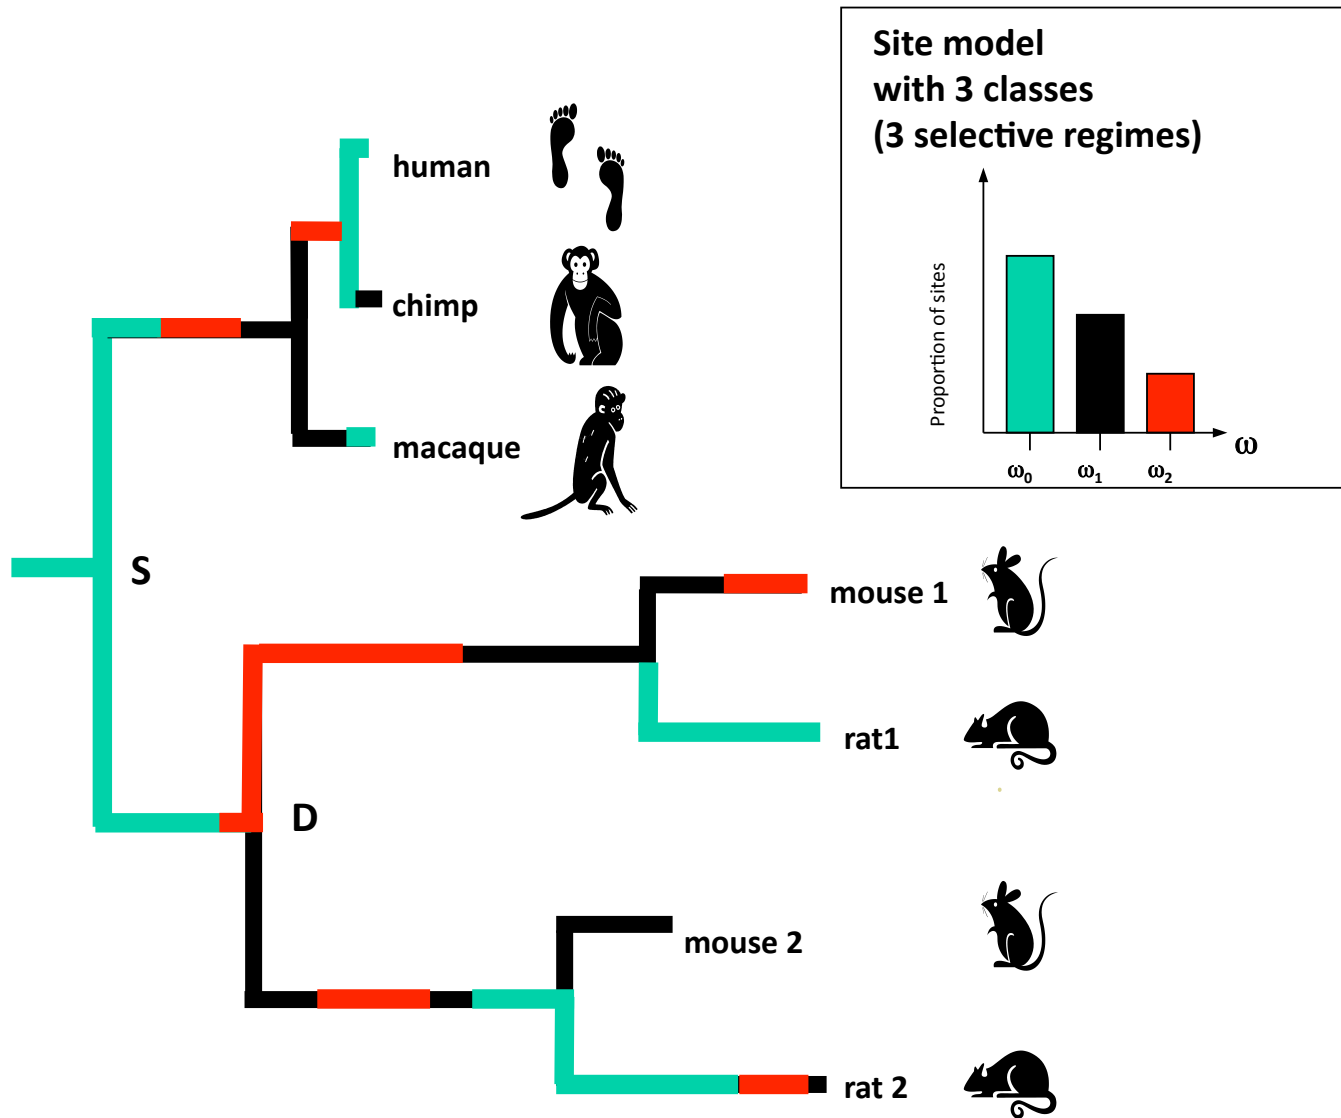 Site model
with 3 classes
(3 selective regimes)
Proportion of sites
ω
ω0
ω1
ω2
human
chimp
macaque
S
mouse 1
rat1
D
mouse 2
rat 2